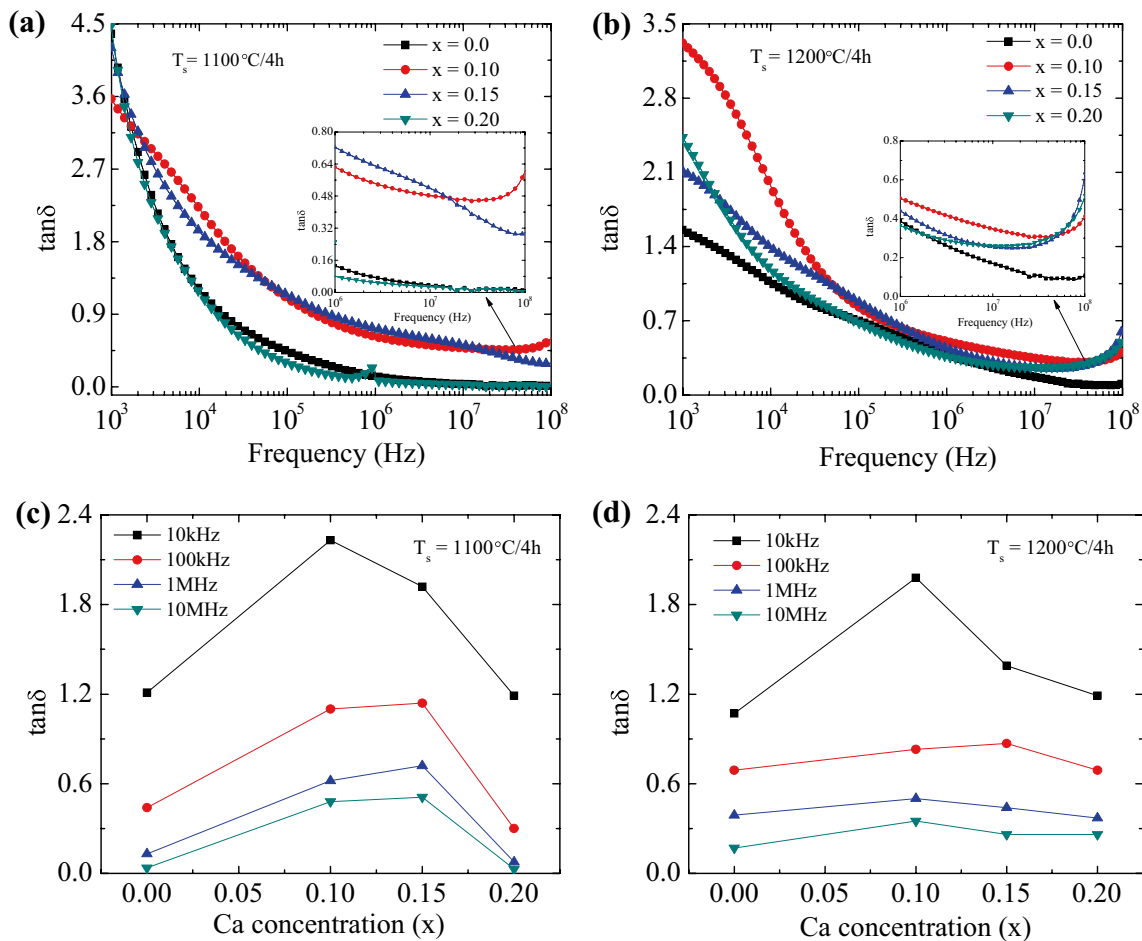 (a)
T_s = 1100°C/4h
x = 0.0
x = 0.10
x = 0.15
x = 0.20
4.5
3.6
2.7
1.8
0.9
0.0
tanδ
10^3 10^4 10^5 10^6 10^7 10^8
Frequency (Hz)
0.80
0.64
0.48
0.32
0.16
0.00
tanδ
10^6 10^7 10^8
Frequency (Hz)
(b)
T_s = 1200°C/4h
x = 0.0
x = 0.10
x = 0.15
x = 0.20
3.5
2.8
2.1
1.4
0.7
0.0
tanδ
10^3 10^4 10^5 10^6 10^7 10^8
Frequency (Hz)
0.8
0.6
0.4
0.2
0.0
tanδ
10^6 10^7 10^8
Frequency (Hz)
(c)
10kHz
100kHz
1MHz
10MHz
T_s = 1100°C/4h
2.4
1.8
1.2
0.6
0.0
tanδ
0.00 0.05 0.10 0.15 0.20
Ca concentration (x)
(d)
10kHz
100kHz
1MHz
10MHz
T_s = 1200°C/4h
2.4
1.8
1.2
0.6
0.0
tanδ
0.00 0.05 0.10 0.15 0.20
Ca concentration (x)